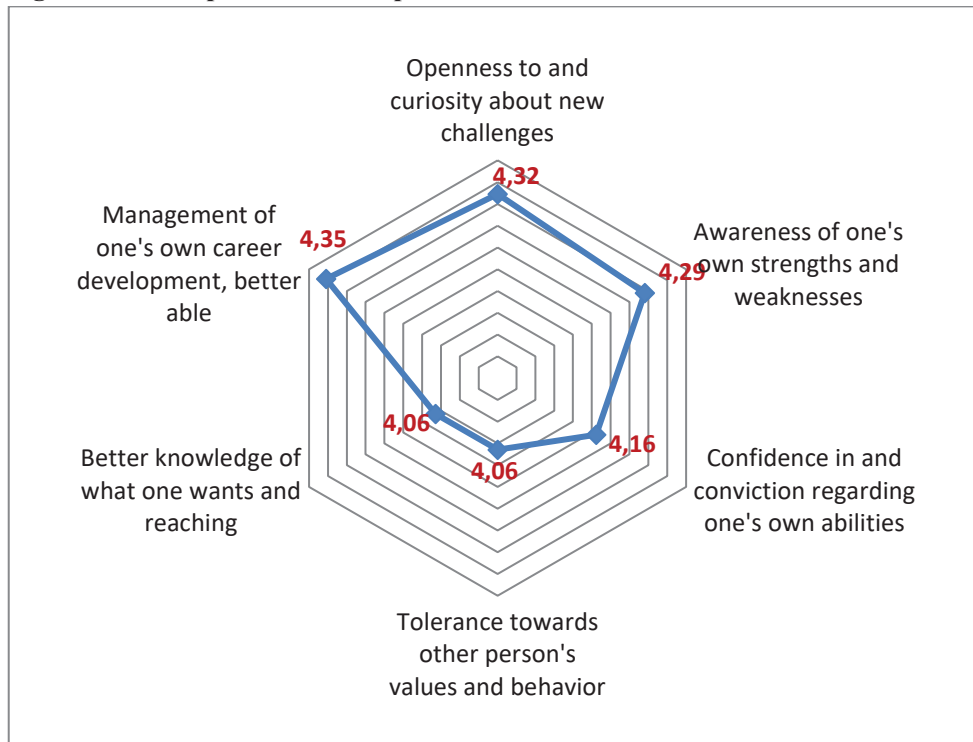 Openness to and
curiosity about new
challenges
4,32
Management of
one's own career
development, better
able
4,35
Awareness of one's
own strengths and
weaknesses
4,29
Better knowledge of
what one wants and
reaching
4,06
4,06
4,16
Confidence in and
conviction regarding
one's own abilities
Tolerance towards
other person's
values and behavior